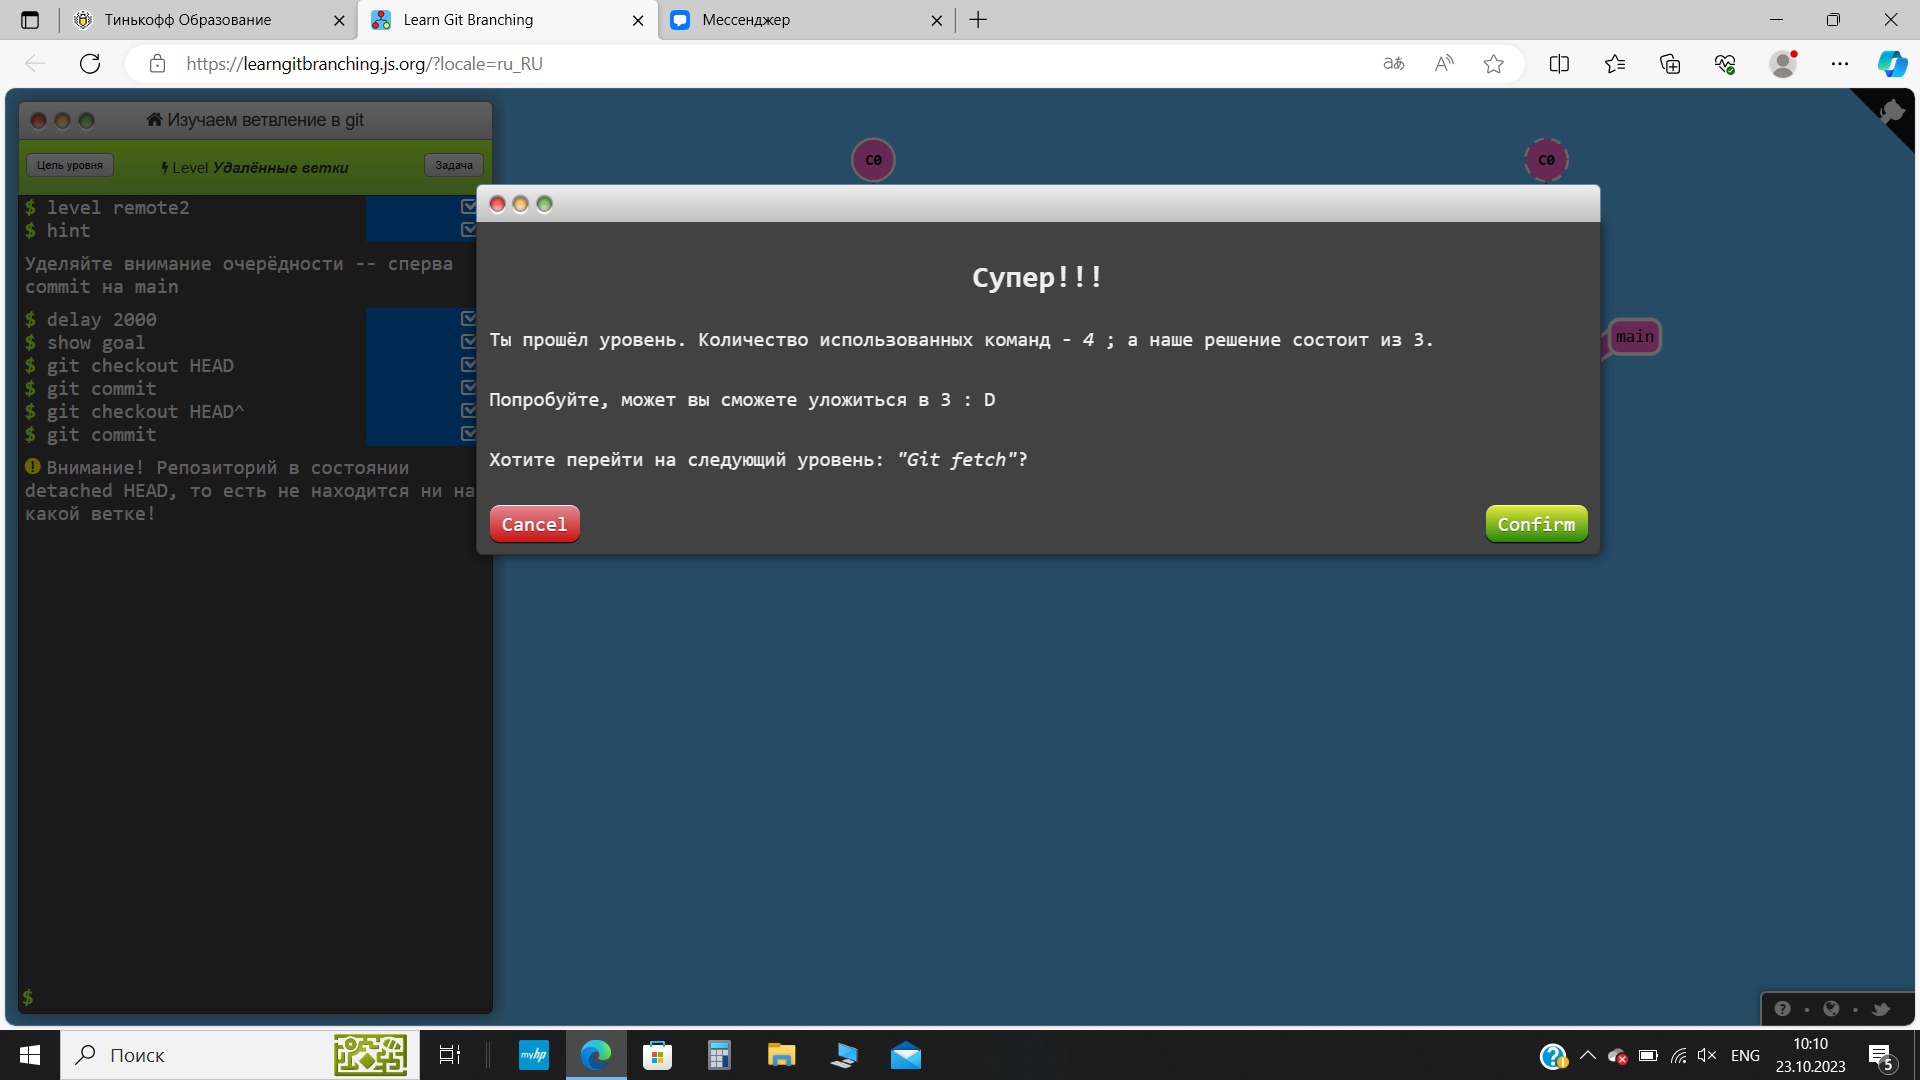 Тинькофф Образование
Learn Git Branching
Мессенджер
https://learngitbranching.js.org/?locale=ru_RU
Изучаем ветвление в git
Цель уровня
Level Удалённые ветки
Задача
C0
C0
main
$ level remote2
$ hint
Уделяйте внимание очерёдности -- сперва
commit на main
$ delay 2000
$ show goal
$ git checkout HEAD
$ git commit
$ git checkout HEAD^
$ git commit
Внимание! Репозиторий в состоянии
detached HEAD, то есть не находится ни на
какой ветке!
$
Супер!!!
Ты прошёл уровень. Количество использованных команд - 4 ; а наше решение состоит из 3.
Попробуйте, может вы сможете уложиться в 3 : D
Хотите перейти на следующий уровень: "Git fetch"?
Cancel
Confirm
Поиск
myhp
ENG
10:10
23.10.2023
5